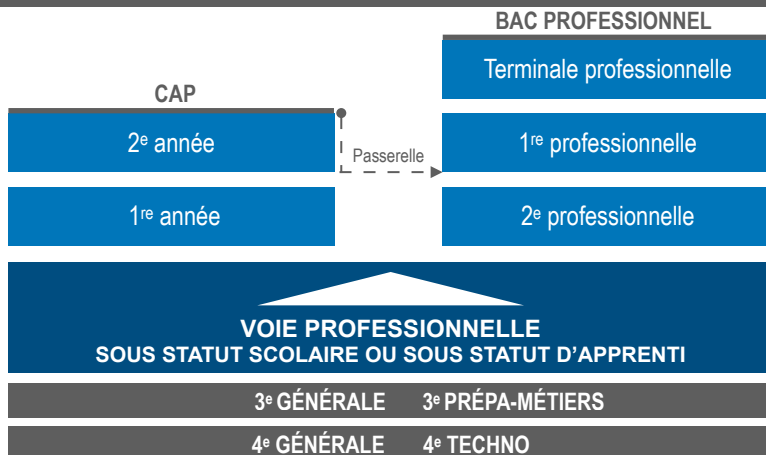 BAC PROFESSIONNEL
Terminale professionnelle
CAP
2e année
Passerelle
1re professionnelle
1re année
2e professionnelle
VOIE PROFESSIONNELLE
SOUS STATUT SCOLAIRE OU SOUS STATUT D'APPRENTI
3e GÉNÉRALE 3e PRÉPA-MÉTIERS
4e GÉNÉRALE 4e TECHNO